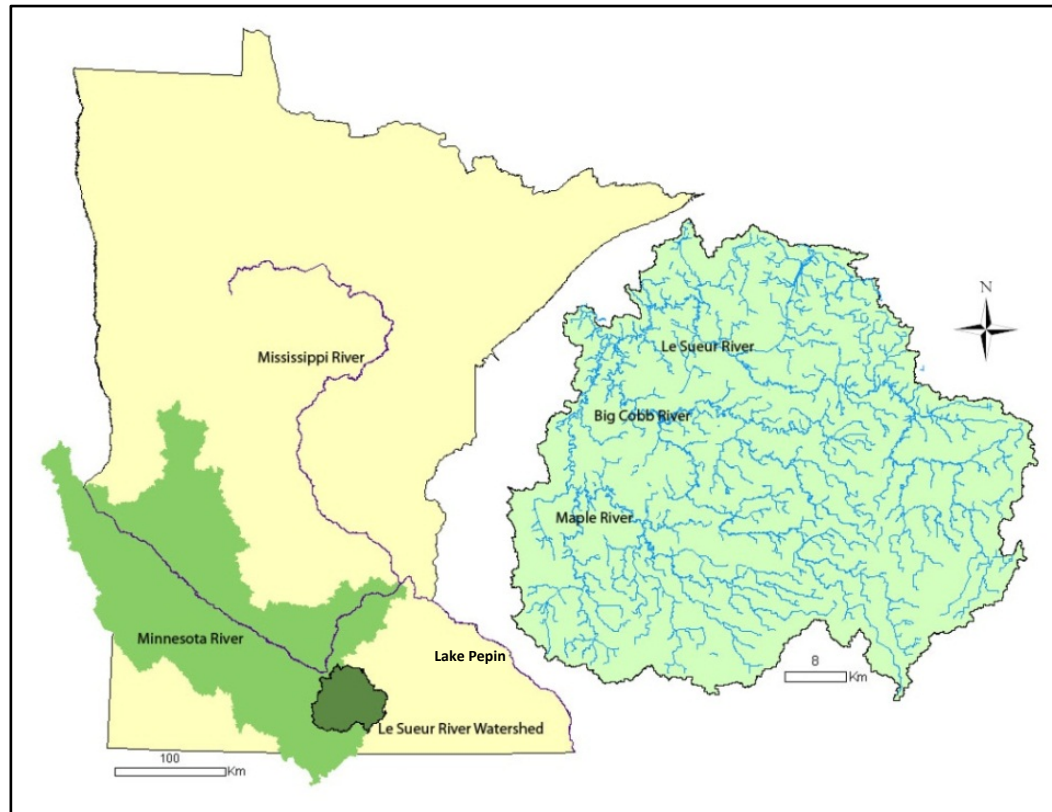 N
Mississippi River
Le Sueur River
Big Cobb River
Maple River
Minnesota River
Lake Pepin
Le Sueur River Watershed
8
Km
100
Km